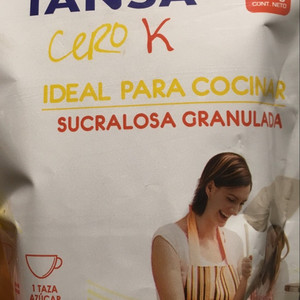 IANSA
CERO K
CONT. NETO
IDEAL PARA COCINAR
SUCRALOSA GRANULADA
1 TAZA
AZÚCAR